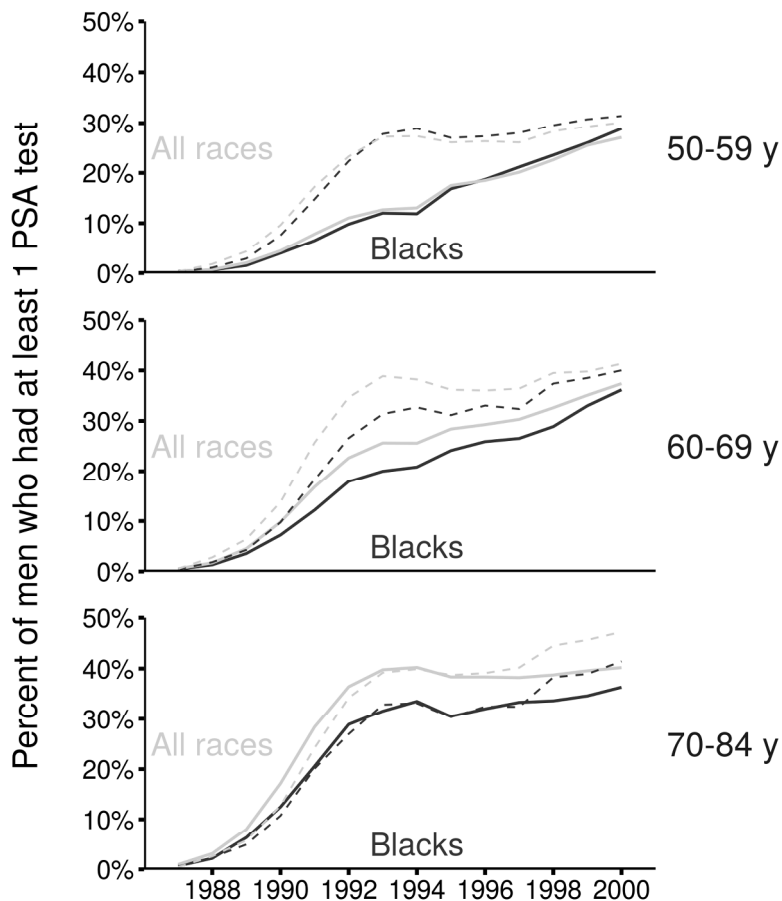 Percent of men who had at least 1 PSA test
50%
40%
30%
20%
10%
0%
All races
Blacks
50-59 y
50%
40%
30%
20%
10%
0%
All races
Blacks
60-69 y
50%
40%
30%
20%
10%
0%
All races
Blacks
70-84 y
1988 1990 1992 1994 1996 1998 2000